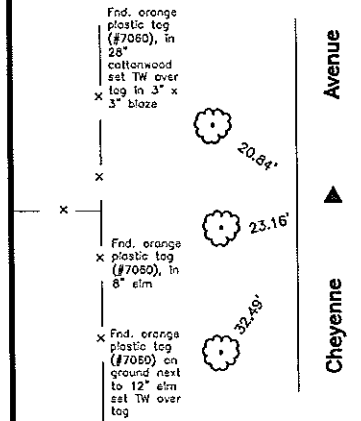 Fnd. orange
plastic tag
(#7060), in
28"
cottonwood
set TW over
tag in 3" x
3" blaze
20.84'
Avenue
23.16'
Fnd. orange
plastic tag
(#7060), in
8" elm
32.49'
Cheyenne
Fnd. orange
plastic tag
(#7060) on
ground next
to 12" elm
set TW over
tag